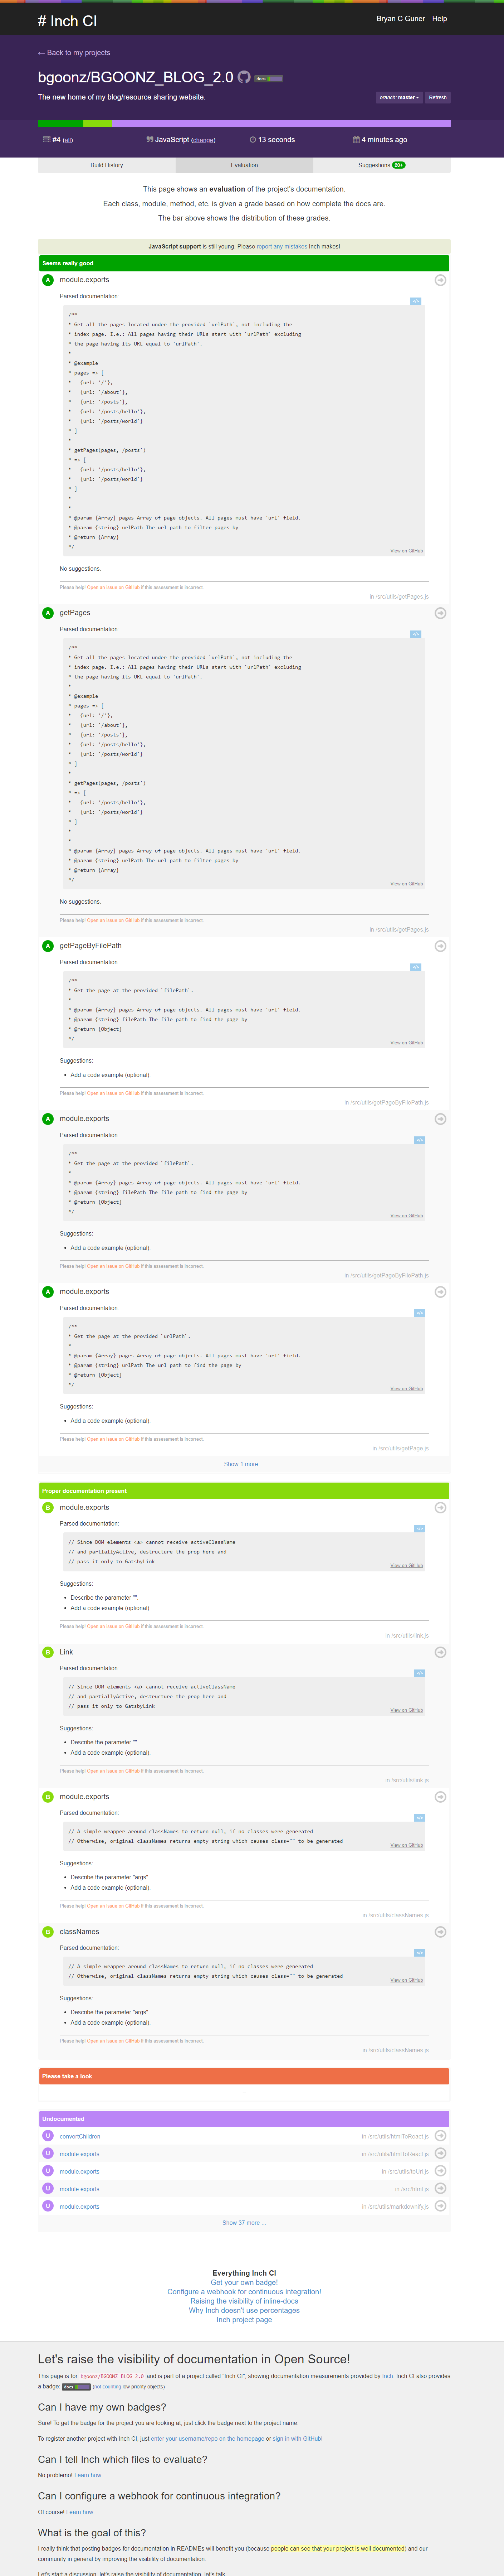 # Inch CI
Bryan C Guner Help
← Back to my projects
bgoonz/BGOONZ_BLOG_2.0
docs
The new home of my blog/resource sharing website.
branch: master
Refresh
#4 (all)
JavaScript (change)
13 seconds
4 minutes ago
Build History
Evaluation
Suggestions 20+
This page shows an evaluation of the project's documentation.
Each class, module, method, etc. is given a grade based on how complete the docs are.
The bar above shows the distribution of these grades.
JavaScript support is still young. Please report any mistakes Inch makes!
Seems really good
A module.exports
Parsed documentation:
</>
/**
* Get all the pages located under the provided `urlPath`, not including the
* index page. I.e.: All pages having their URLs start with `urlPath` excluding
* the page having its URL equal to `urlPath`.
*
* @example
* pages => [
* {url: '/'},
* {url: '/about'},
* {url: '/posts'},
* {url: '/posts/hello'},
* {url: '/posts/world'}
* ]
*
* getPages(pages, /posts')
* => [
* {url: '/posts/hello'},
* {url: '/posts/world'}
* ]
*
*
* @param {Array} pages Array of page objects. All pages must have 'url' field.
* @param {string} urlPath The url path to filter pages by
* @return {Array}
*/
View on GitHub
No suggestions.
Please help! Open an issue on GitHub if this assessment is incorrect.
in /src/utils/getPages.js
A getPages
Parsed documentation:
</>
/**
* Get all the pages located under the provided `urlPath`, not including the
* index page. I.e.: All pages having their URLs start with `urlPath` excluding
* the page having its URL equal to `urlPath`.
*
* @example
* pages => [
* {url: '/'},
* {url: '/about'},
* {url: '/posts'},
* {url: '/posts/hello'},
* {url: '/posts/world'}
* ]
*
* getPages(pages, /posts')
* => [
* {url: '/posts/hello'},
* {url: '/posts/world'}
* ]
*
*
* @param {Array} pages Array of page objects. All pages must have 'url' field.
* @param {string} urlPath The url path to filter pages by
* @return {Array}
*/
View on GitHub
No suggestions.
Please help! Open an issue on GitHub if this assessment is incorrect.
in /src/utils/getPages.js
A getPageByFilePath
Parsed documentation:
</>
/**
* Get the page at the provided `filePath`.
*
* @param {Array} pages Array of page objects. All pages must have 'url' field.
* @param {string} filePath The file path to find the page by
* @return {Object}
*/
View on GitHub
Suggestions:
• Add a code example (optional).
Please help! Open an issue on GitHub if this assessment is incorrect.
in /src/utils/getPageByFilePath.js
A module.exports
Parsed documentation:
</>
/**
* Get the page at the provided `filePath`.
*
* @param {Array} pages Array of page objects. All pages must have 'url' field.
* @param {string} filePath The file path to find the page by
* @return {Object}
*/
View on GitHub
Suggestions:
• Add a code example (optional).
Please help! Open an issue on GitHub if this assessment is incorrect.
in /src/utils/getPageByFilePath.js
A module.exports
Parsed documentation:
</>
/**
* Get the page at the provided `urlPath`.
*
* @param {Array} pages Array of page objects. All pages must have 'url' field.
* @param {string} urlPath The url path to find the page by
* @return {Object}
*/
View on GitHub
Suggestions:
• Add a code example (optional).
Please help! Open an issue on GitHub if this assessment is incorrect.
in /src/utils/getPage.js
Show 1 more ...
Proper documentation present
B module.exports
Parsed documentation:
</>
// Since DOM elements <a> cannot receive activeClassName
// and partiallyActive, destructure the prop here and
// pass it only to GatsbyLink
View on GitHub
Suggestions:
• Describe the parameter "".
• Add a code example (optional).
Please help! Open an issue on GitHub if this assessment is incorrect.
in /src/utils/link.js
B Link
Parsed documentation:
</>
// Since DOM elements <a> cannot receive activeClassName
// and partiallyActive, destructure the prop here and
// pass it only to GatsbyLink
View on GitHub
Suggestions:
• Describe the parameter "".
• Add a code example (optional).
Please help! Open an issue on GitHub if this assessment is incorrect.
in /src/utils/link.js
B module.exports
Parsed documentation:
</>
// A simple wrapper around classNames to return null, if no classes were generated
// Otherwise, original classNames returns empty string which causes class="" to be generated
View on GitHub
Suggestions:
• Describe the parameter "args".
• Add a code example (optional).
Please help! Open an issue on GitHub if this assessment is incorrect.
in /src/utils/classNames.js
B classNames
Parsed documentation:
</>
// A simple wrapper around classNames to return null, if no classes were generated
// Otherwise, original classNames returns empty string which causes class="" to be generated
View on GitHub
Suggestions:
• Describe the parameter "args".
• Add a code example (optional).
Please help! Open an issue on GitHub if this assessment is incorrect.
in /src/utils/classNames.js
Please take a look
–
Undocumented
U convertChildren in /src/utils/htmlToReact.js
U module.exports in /src/utils/htmlToReact.js
U module.exports in /src/utils/toUrl.js
U module.exports in /src/html.js
U module.exports in /src/utils/markdownify.js
Show 37 more ...
Everything Inch CI
Get your own badge!
Configure a webhook for continuous integration!
Raising the visibility of inline-docs
Why Inch doesn't use percentages
Inch project page
Let's raise the visibility of documentation in Open Source!
This page is for bgoonz/BGOONZ_BLOG_2.0 and is part of a project called "Inch CI", showing documentation measurements provided by Inch. Inch CI also provides
a badge: docs (not counting low priority objects)
Can I have my own badges?
Sure! To get the badge for the project you are looking at, just click the badge next to the project name.
To register another project with Inch CI, just enter your username/repo on the homepage or sign in with GitHub!
Can I tell Inch which files to evaluate?
No problemo! Learn how ...
Can I configure a webhook for continuous integration?
Of course! Learn how ...
What is the goal of this?
I really think that posting badges for documentation in READMEs will benefit you (because people can see that your project is well documented) and our
community in general by improving the visibility of documentation.
Let's start a discussion, let's raise the visibility of documentation, let's talk.